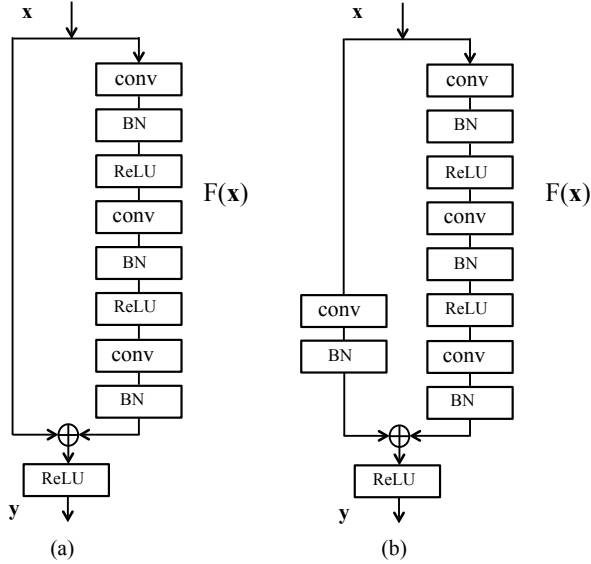 x
conv
BN
ReLU
F(x)
conv
BN
ReLU
conv
BN
ReLU
y
(a)
x
conv
BN
ReLU
F(x)
conv
BN
ReLU
conv
conv
BN
BN
ReLU
y
(b)